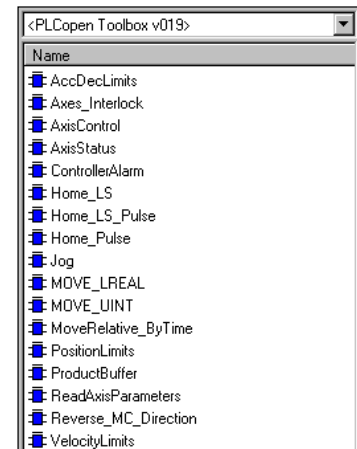 <PLCopen Toolbox v019>
Name
AccDecLimits
Axes_Interlock
AxisControl
AxisStatus
ControllerAlarm
Home_LS
Home_LS_Pulse
Home_Pulse
Jog
MOVE_LREAL
MOVE_UINT
MoveRelative_ByTime
PositionLimits
ProductBuffer
ReadAxisParameters
Reverse_MC_Direction
VelocityLimits